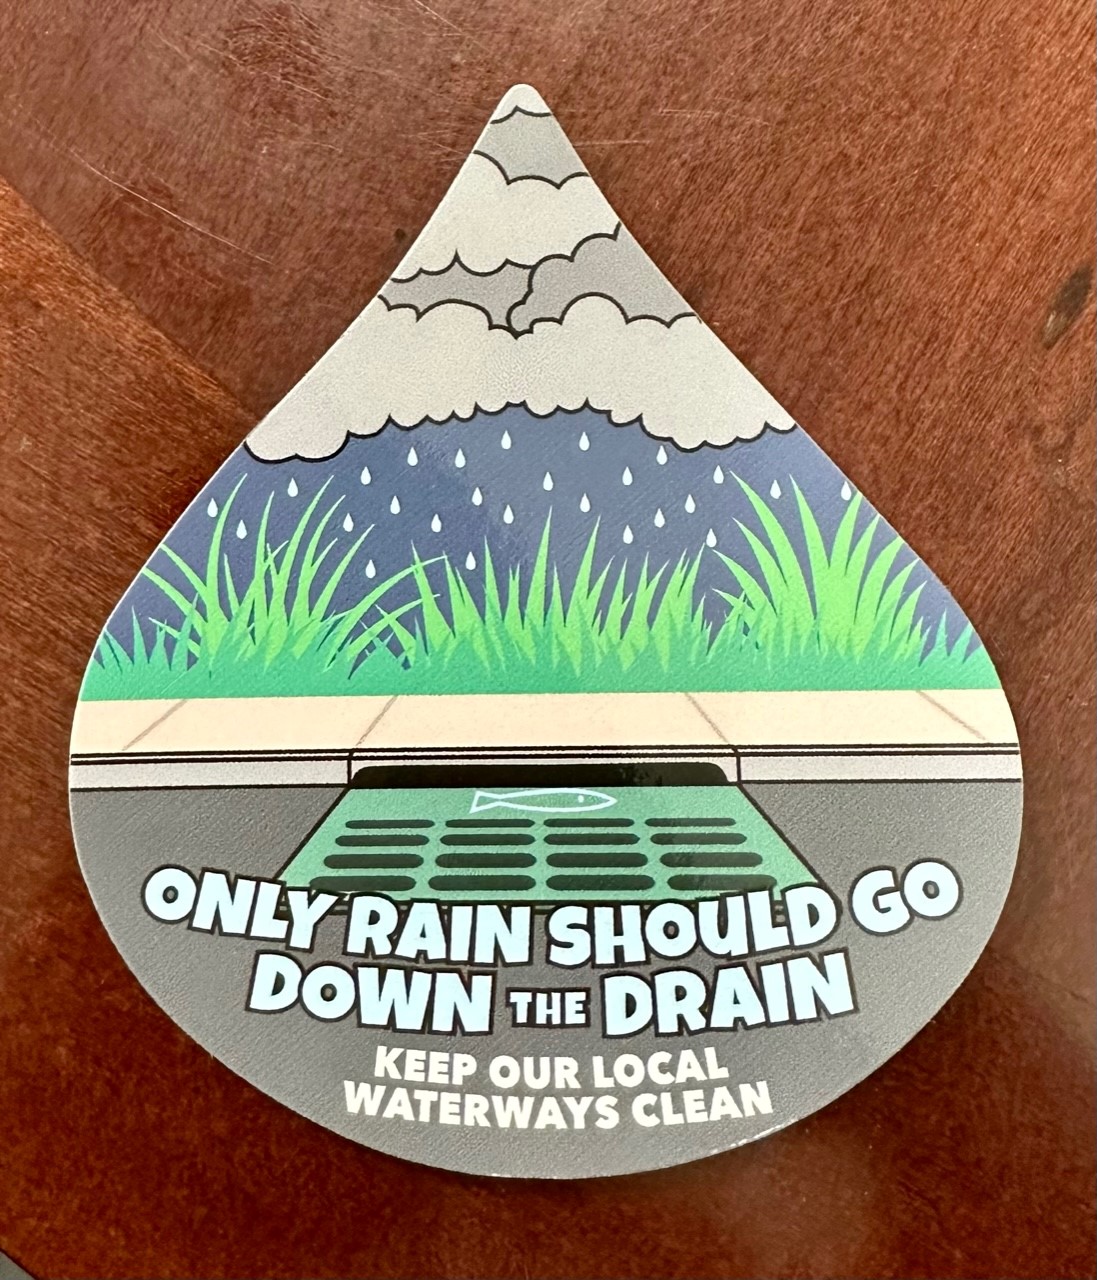 ONLY RAIN SHOULD GO
DOWN THE DRAIN
KEEP OUR LOCAL
WATERWAYS CLEAN